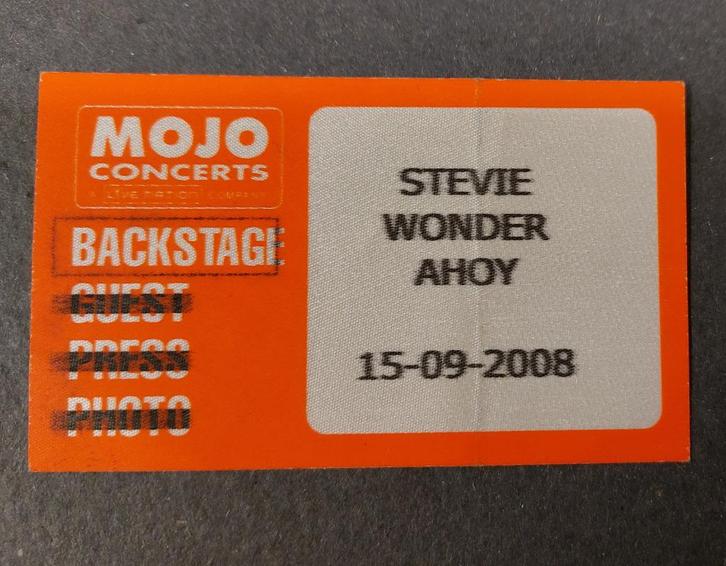 MOJO
CONCERTS
A LIVE NATION COMPANY
BACKSTAGE
GUEST
PRESS
PHOTO
STEVIE
WONDER
AHOY
15-09-2008